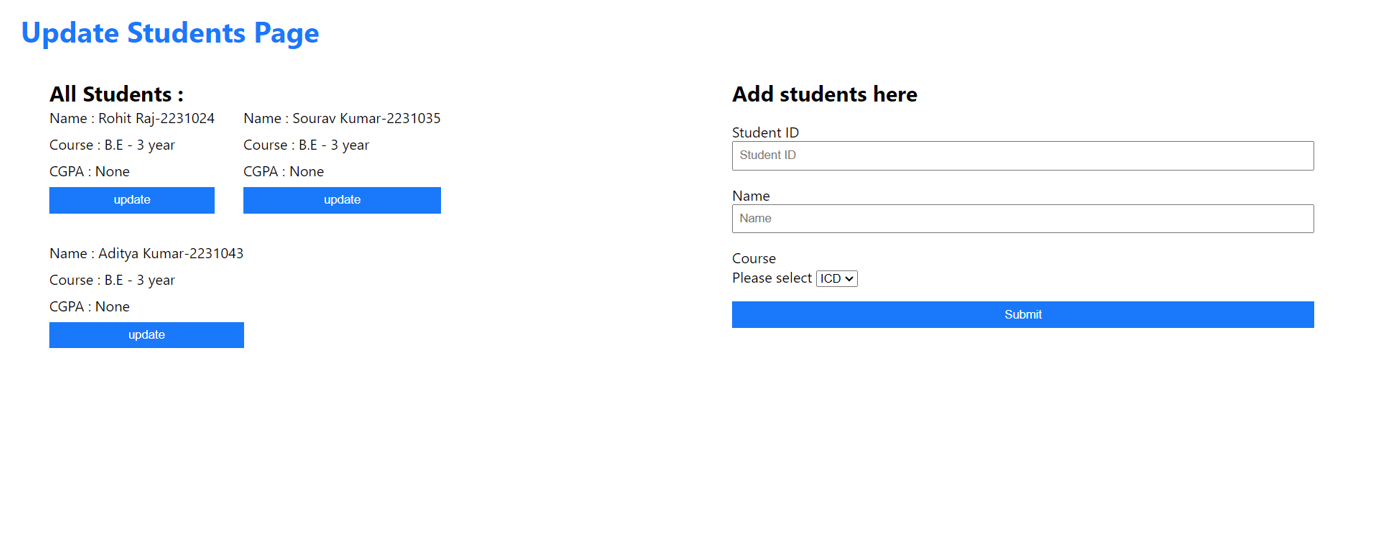 Update Students Page
All Students :
Name : Rohit Raj-2231024
Course : B.E - 3 year
CGPA : None
update
Name : Sourav Kumar-2231035
Course : B.E - 3 year
CGPA : None
update
Name : Aditya Kumar-2231043
Course : B.E - 3 year
CGPA : None
update
Add students here
Student ID
Student ID
Name
Name
Course
Please select ICD
Submit